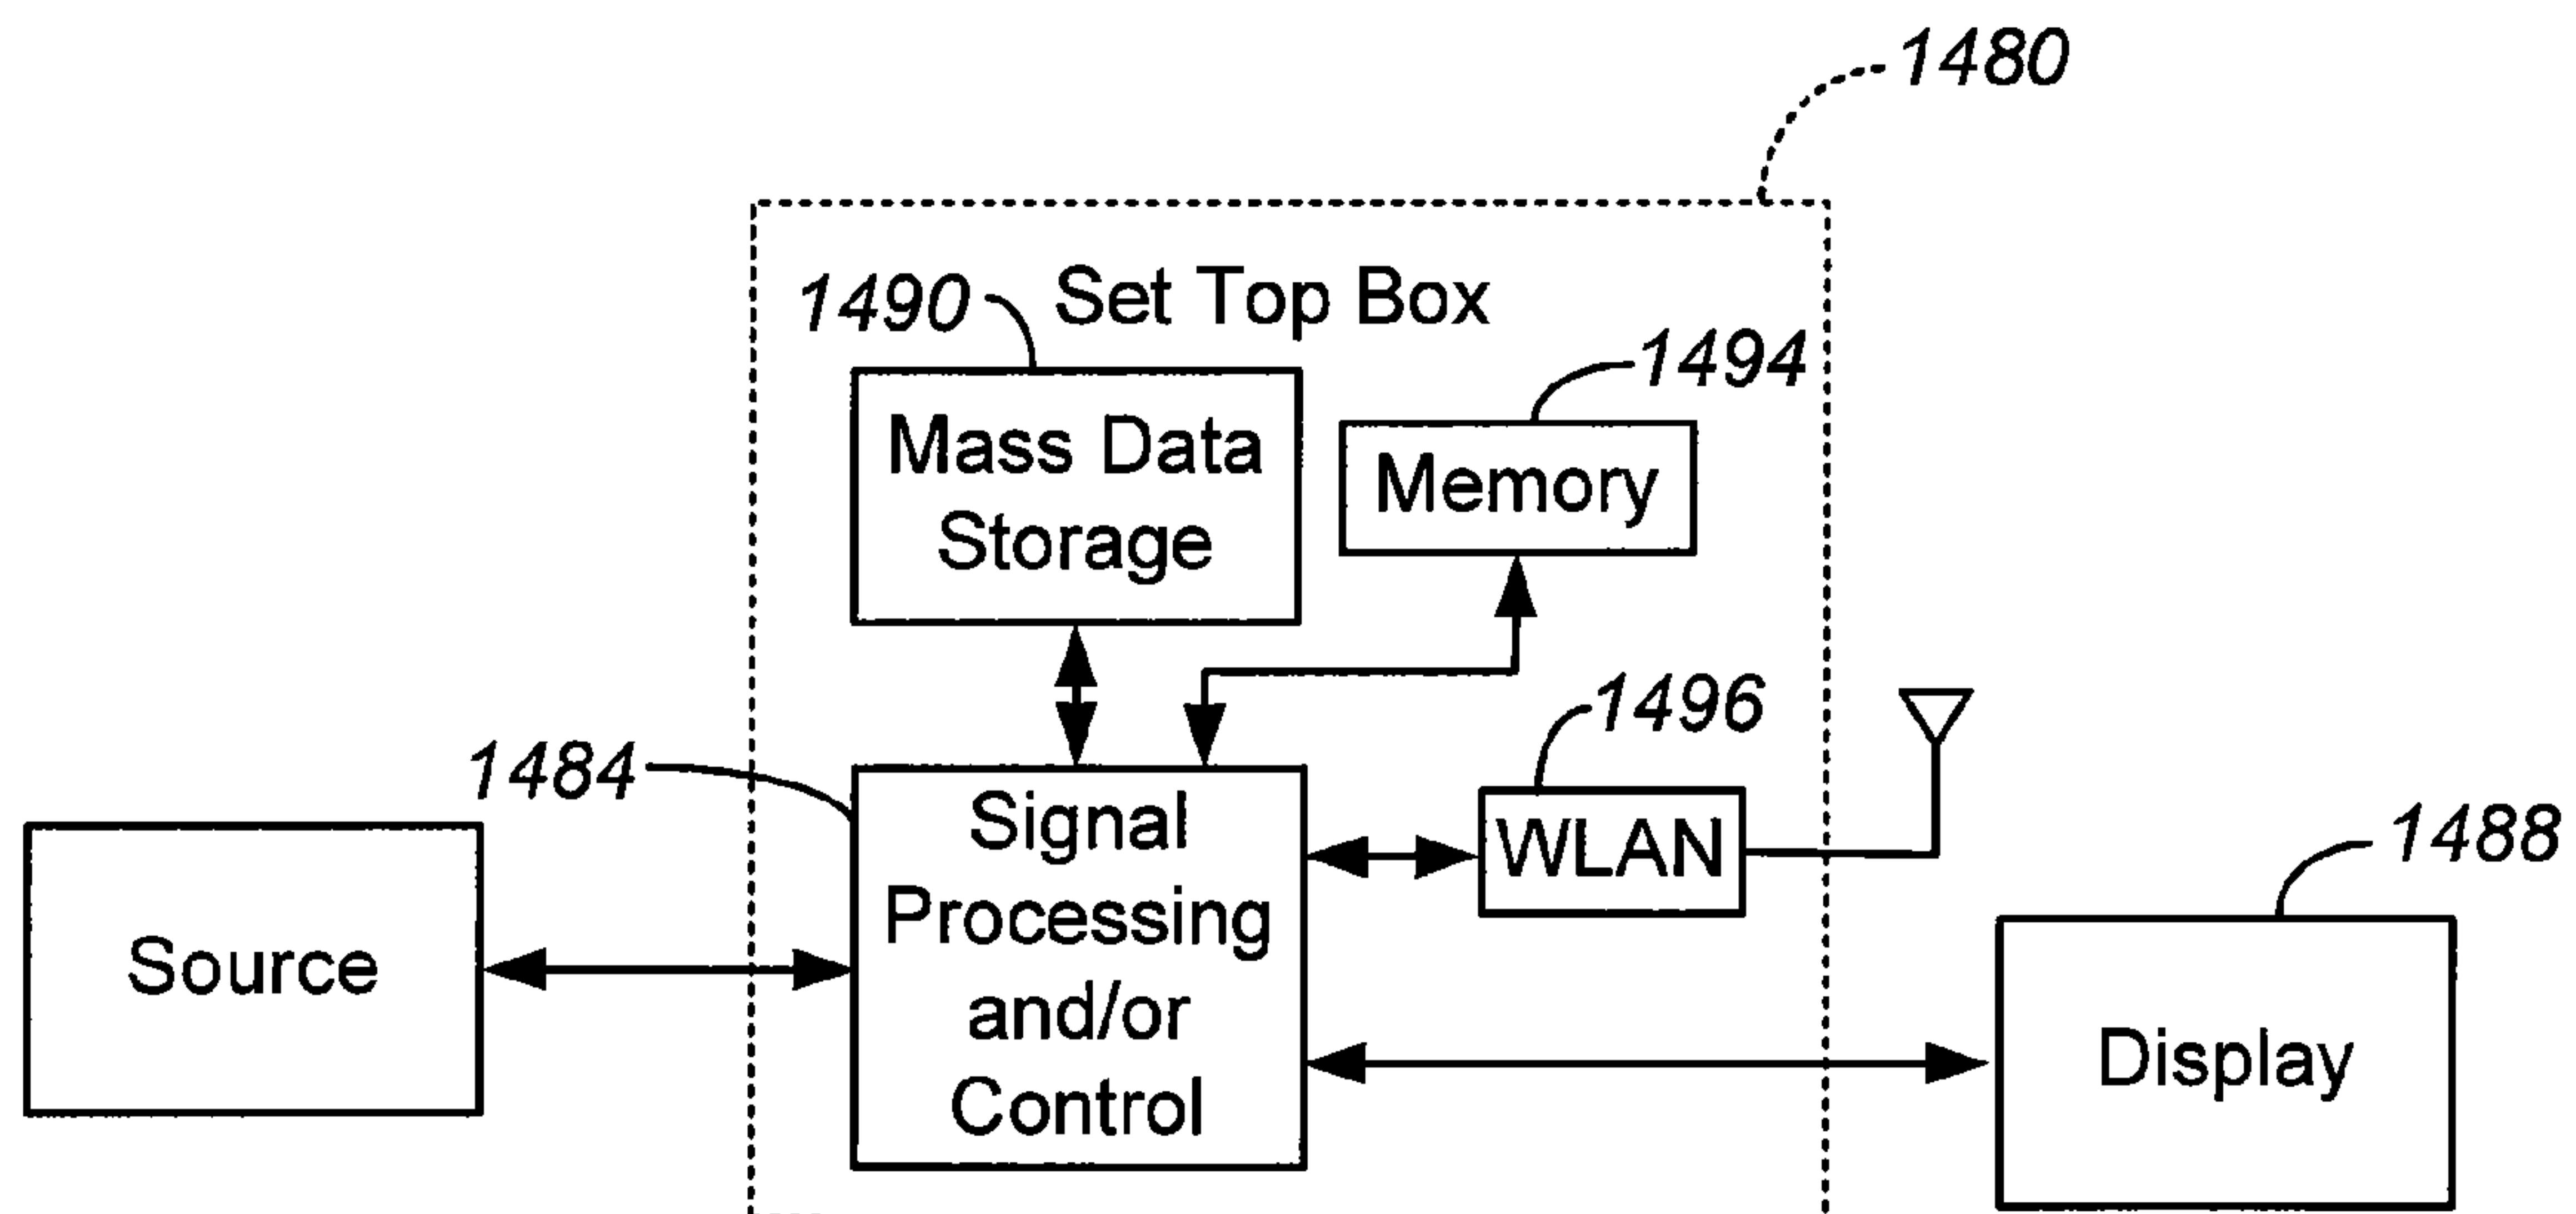 1480
Set Top Box
1490
1494
Mass Data
Storage
Memory
1496
1484
Signal
Processing
and/or
Control
WLAN
1488
Source
Display